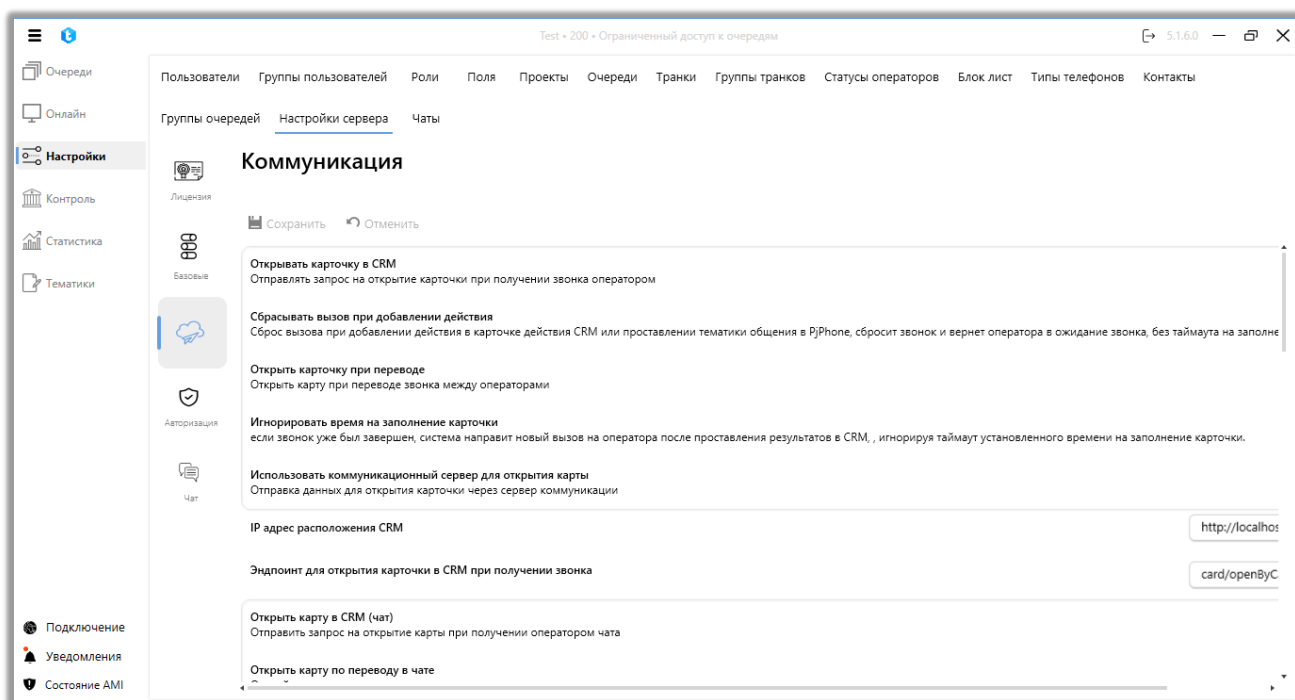 Test • 200 • Ограниченный доступ к очередям
5.1.6.0
Очереди
Онлайн
Настройки
Контроль
Статистика
Тематики
Подключение
Уведомления
Состояние AMI
Пользователи Группы пользователей Роли Поля Проекты Очереди Транки Группы транков Статусы операторов Блок лист Типы телефонов Контакты
Группы очередей Настройки сервера Чаты
Лицензия
Базовые
Авторизация
Чат
Коммуникация
Сохранить Отменить
Открывать карточку в CRM
Отправлять запрос на открытие карточки при получении звонка оператором
Сбрасывать вызов при добавлении действия
Сброс вызова при добавлении действия в карточке действия CRM или проставлении тематики общения в PjPhone, сбросит звонок и вернет оператора в ожидание звонка, без таймаута на заполне
Открыть карточку при переводе
Открыть карту при переводе звонка между операторами
Игнорировать время на заполнение карточки
если звонок уже был завершен, система направит новый вызов на оператора после проставления результатов в CRM, , игнорируя таймаут установленного времени на заполнение карточки.
Использовать коммуникационный сервер для открытия карты
Отправка данных для открытия карточки через сервер коммуникации
IP адрес расположения CRM http://localhos
Эндпоинт для открытия карточки в CRM при получении звонка card/openByC
Открыть карту в CRM (чат)
Отправить запрос на открытие карты при получении оператором чата
Открыть карту по переводу в чате